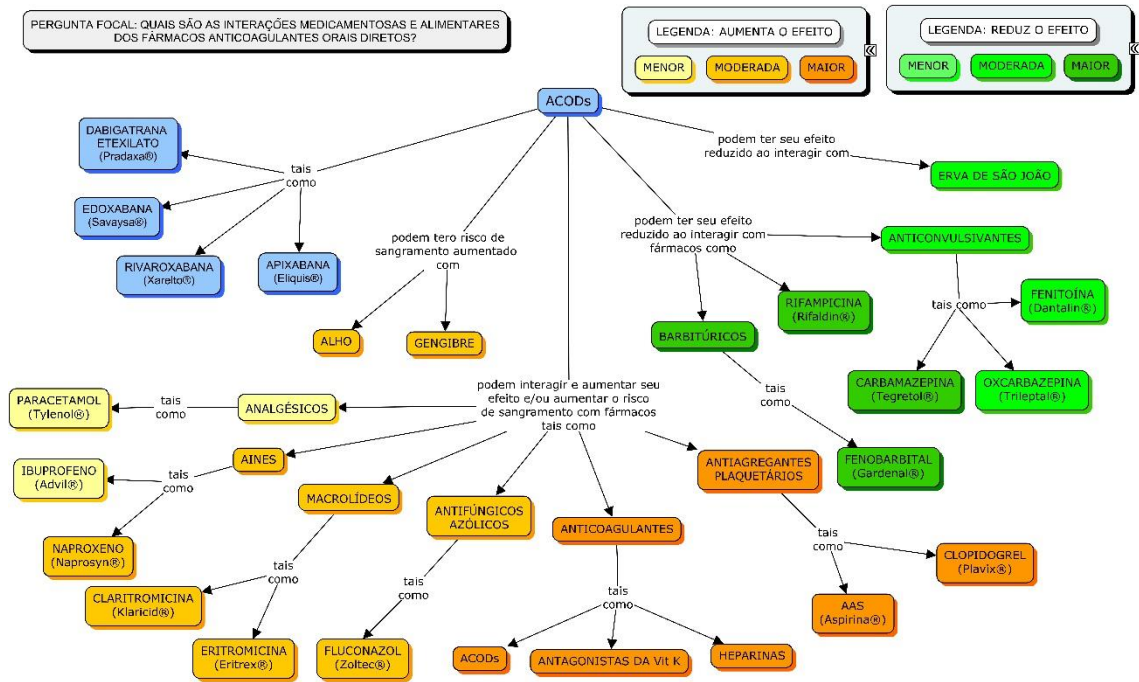 PERGUNTA FOCAL: QUAIS SÃO AS INTERAÇÕES MEDICAMENTOSAS E ALIMENTARES
DOS FÁRMACOS ANTICOAGULANTES ORAIS DIRETOS?
LEGENDA: AUMENTA O EFEITO
MENOR
MODERADA
MAIOR
LEGENDA: REDUZ O EFEITO
MENOR
MODERADA
MAIOR
ACODs
DABIGATRANA
ETEXILATO
(Pradaxa®)
tais
como
EDOXABANA
(Savaysa®)
RIVAROXABANA
(Xarelto®)
APIXABANA
(Eliquis®)
podem ter seu efeito
reduzido ao interagir com
ERVA DE SÃO JOÃO
podem tero risco de
sangramento aumentado
com
ALHO
GENGIBRE
podem ter seu efeito
reduzido ao interagir com
fármacos como
ANTICONVULSIVANTES
tais como
FENITOÍNA
(Dantalin®)
CARBAMAZEPINA
(Tegretol®)
OXCARBAZEPINA
(Trileptal®)
RIFAMPICINA
(Rifaldin®)
BARBITÚRICOS
tais
como
FENOBARBITAL
(Gardenal®)
podem interagir e aumentar seu
efeito e/ou aumentar o risco
de sangramento com fármacos
tais como
ANALGÉSICOS
tais
como
PARACETAMOL
(Tylenol®)
AINES
tais
como
IBUPROFENO
(Advil®)
NAPROXENO
(Naprosyn®)
MACROLÍDEOS
tais
como
CLARITROMICINA
(Klaricid®)
ERITROMICINA
(Eritrex®)
ANTIFÚNGICOS
AZÓLICOS
tais
como
FLUCONAZOL
(Zoltec®)
ANTICOAGULANTES
tais
como
ACODs
ANTAGONISTAS DA Vit K
HEPARINAS
ANTIAGREGANTES
PLAQUETÁRIOS
tais
como
CLOPIDOGREL
(Plavix®)
AAS
(Aspirina®)